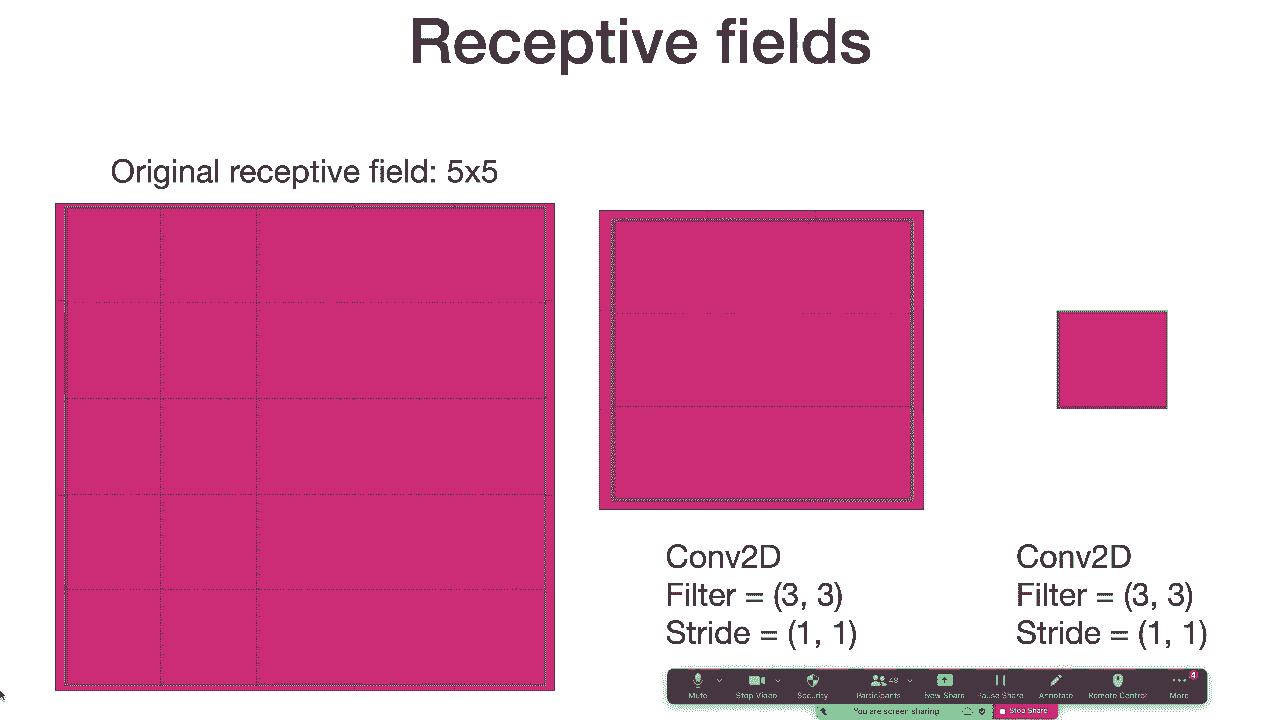 Receptive fields
Original receptive field: 5x5
Conv2D
Filter = (3, 3)
Stride = (1, 1)
Conv2D
Filter = (3, 3)
Stride = (1, 1)
Mute
Stop Video
Security
Participants
48
New Share
Pause Share
Annotate
Remote Control
More
4
You are screen sharing
Stop Share